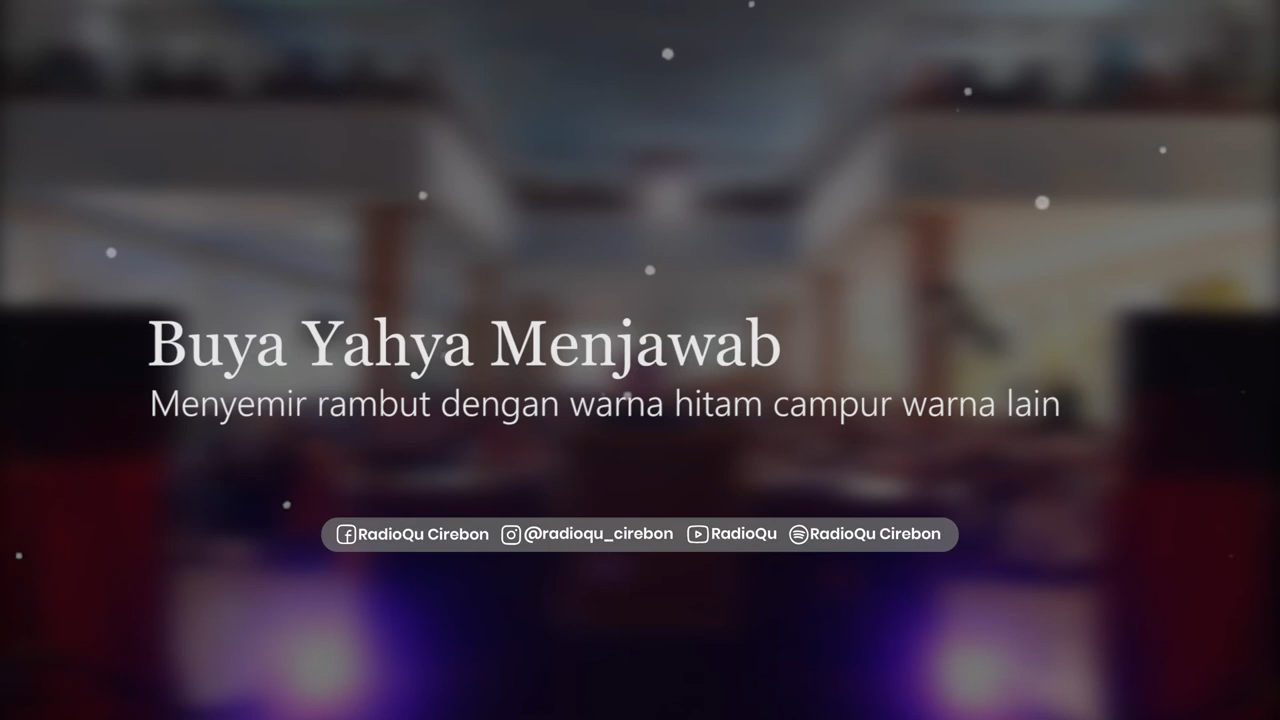 Buya Yahya Menjawab
Menyemir rambut dengan warna hitam campur warna lain
RadioQu Cirebon @radioqu_cirebon RadioQu RadioQu Cirebon